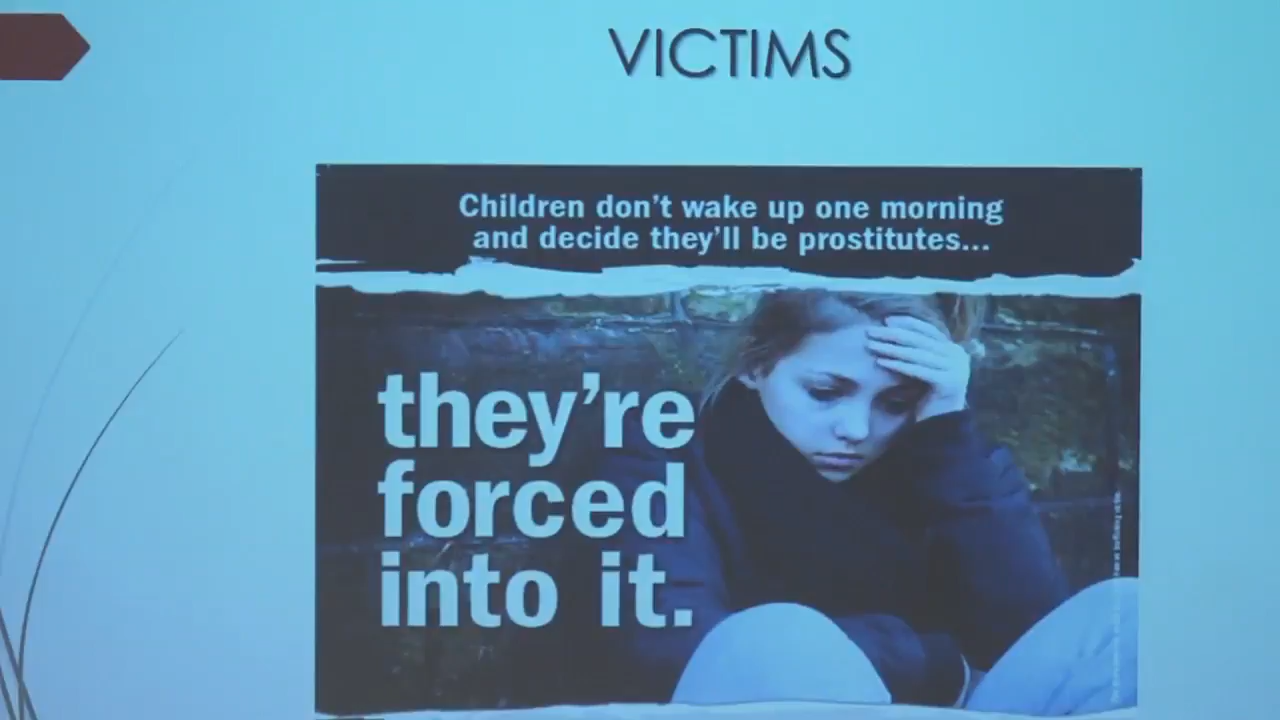 VICTIMS
Children don't wake up one morning
and decide they'll be prostitutes...
they're
forced
into it.